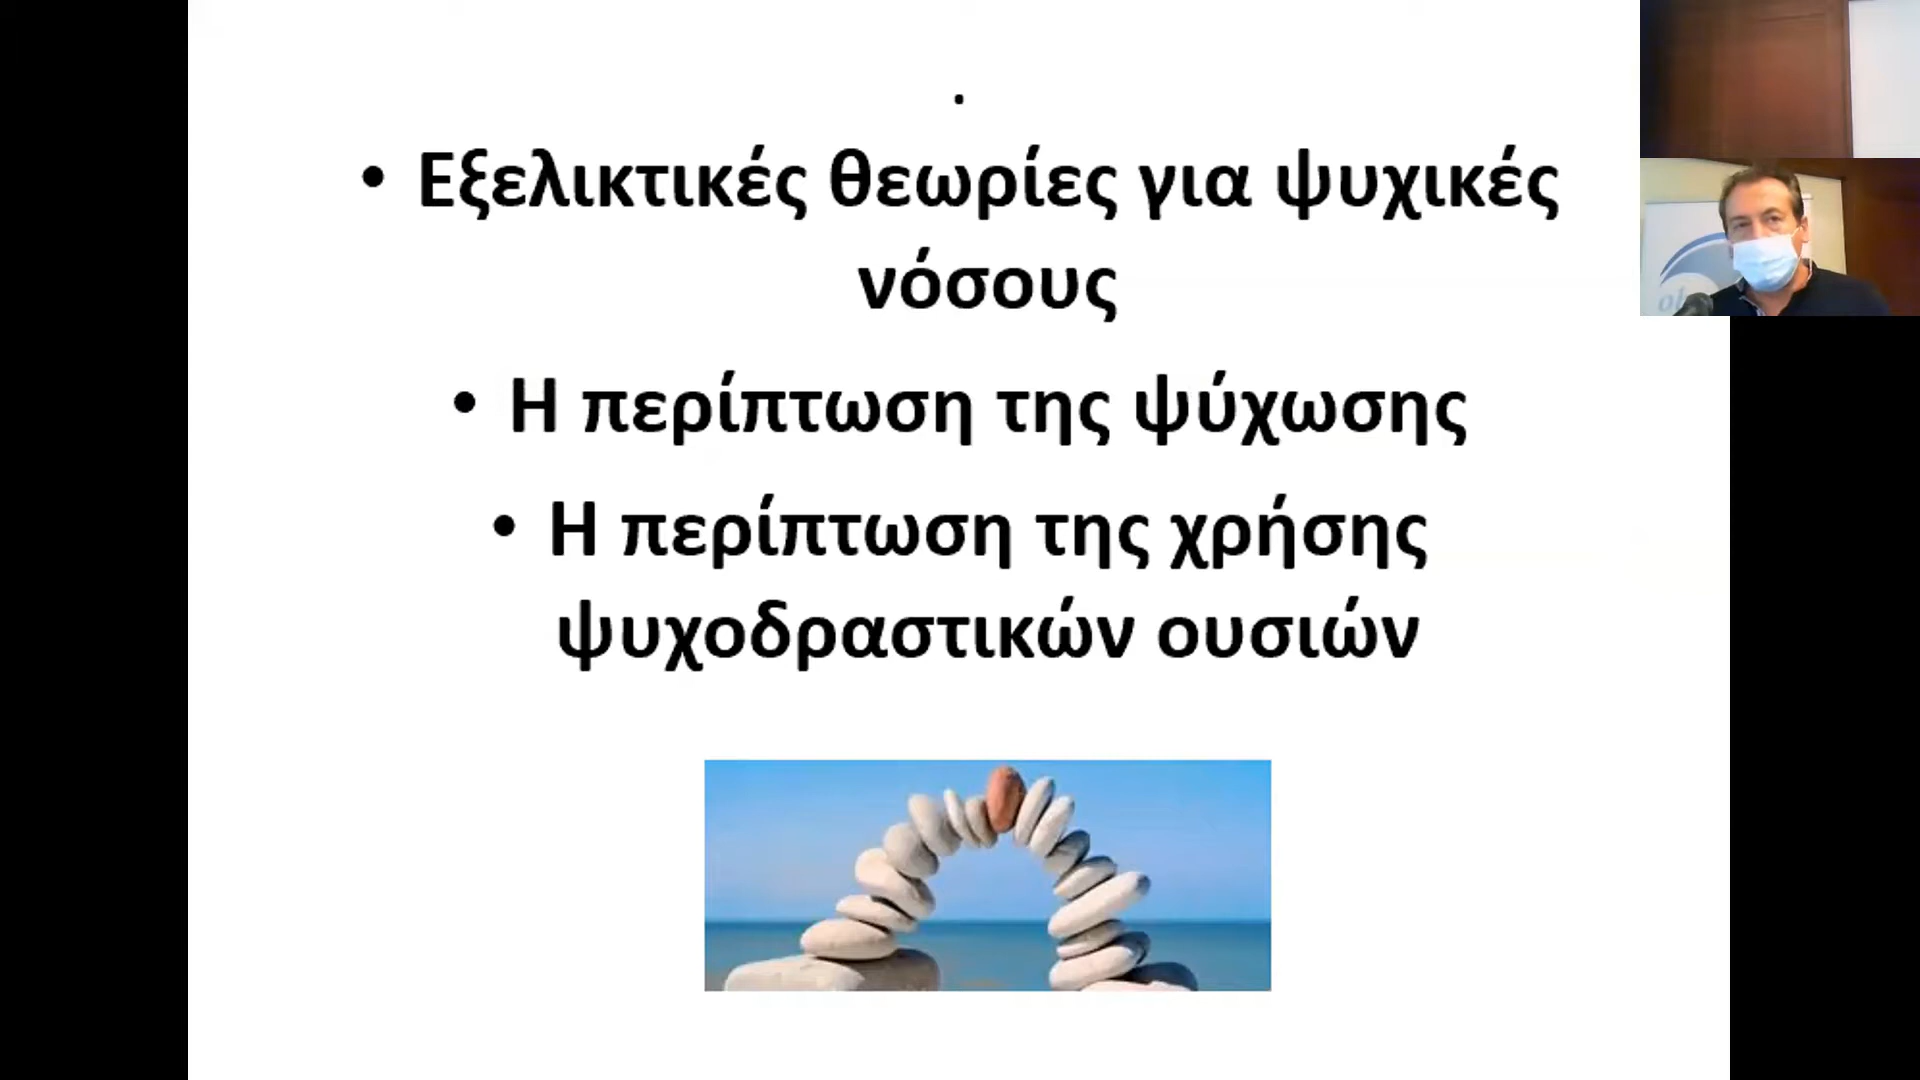 .
• Εξελικτικές θεωρίες για ψυχικές
νόσους
• Η περίπτωση της ψύχωσης
• Η περίπτωση της χρήσης
ψυχοδραστικών ουσιών